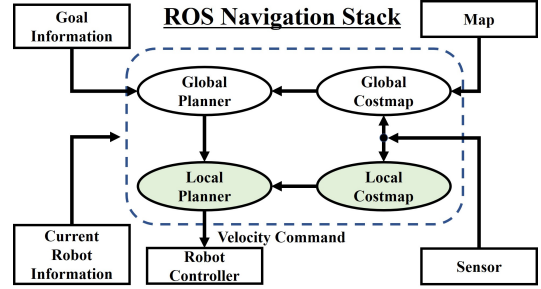 ROS Navigation Stack
Goal
Information
Map
Global
Planner
Global
Costmap
Local
Planner
Local
Costmap
Velocity Command
Current
Robot
Information
Robot
Controller
Sensor